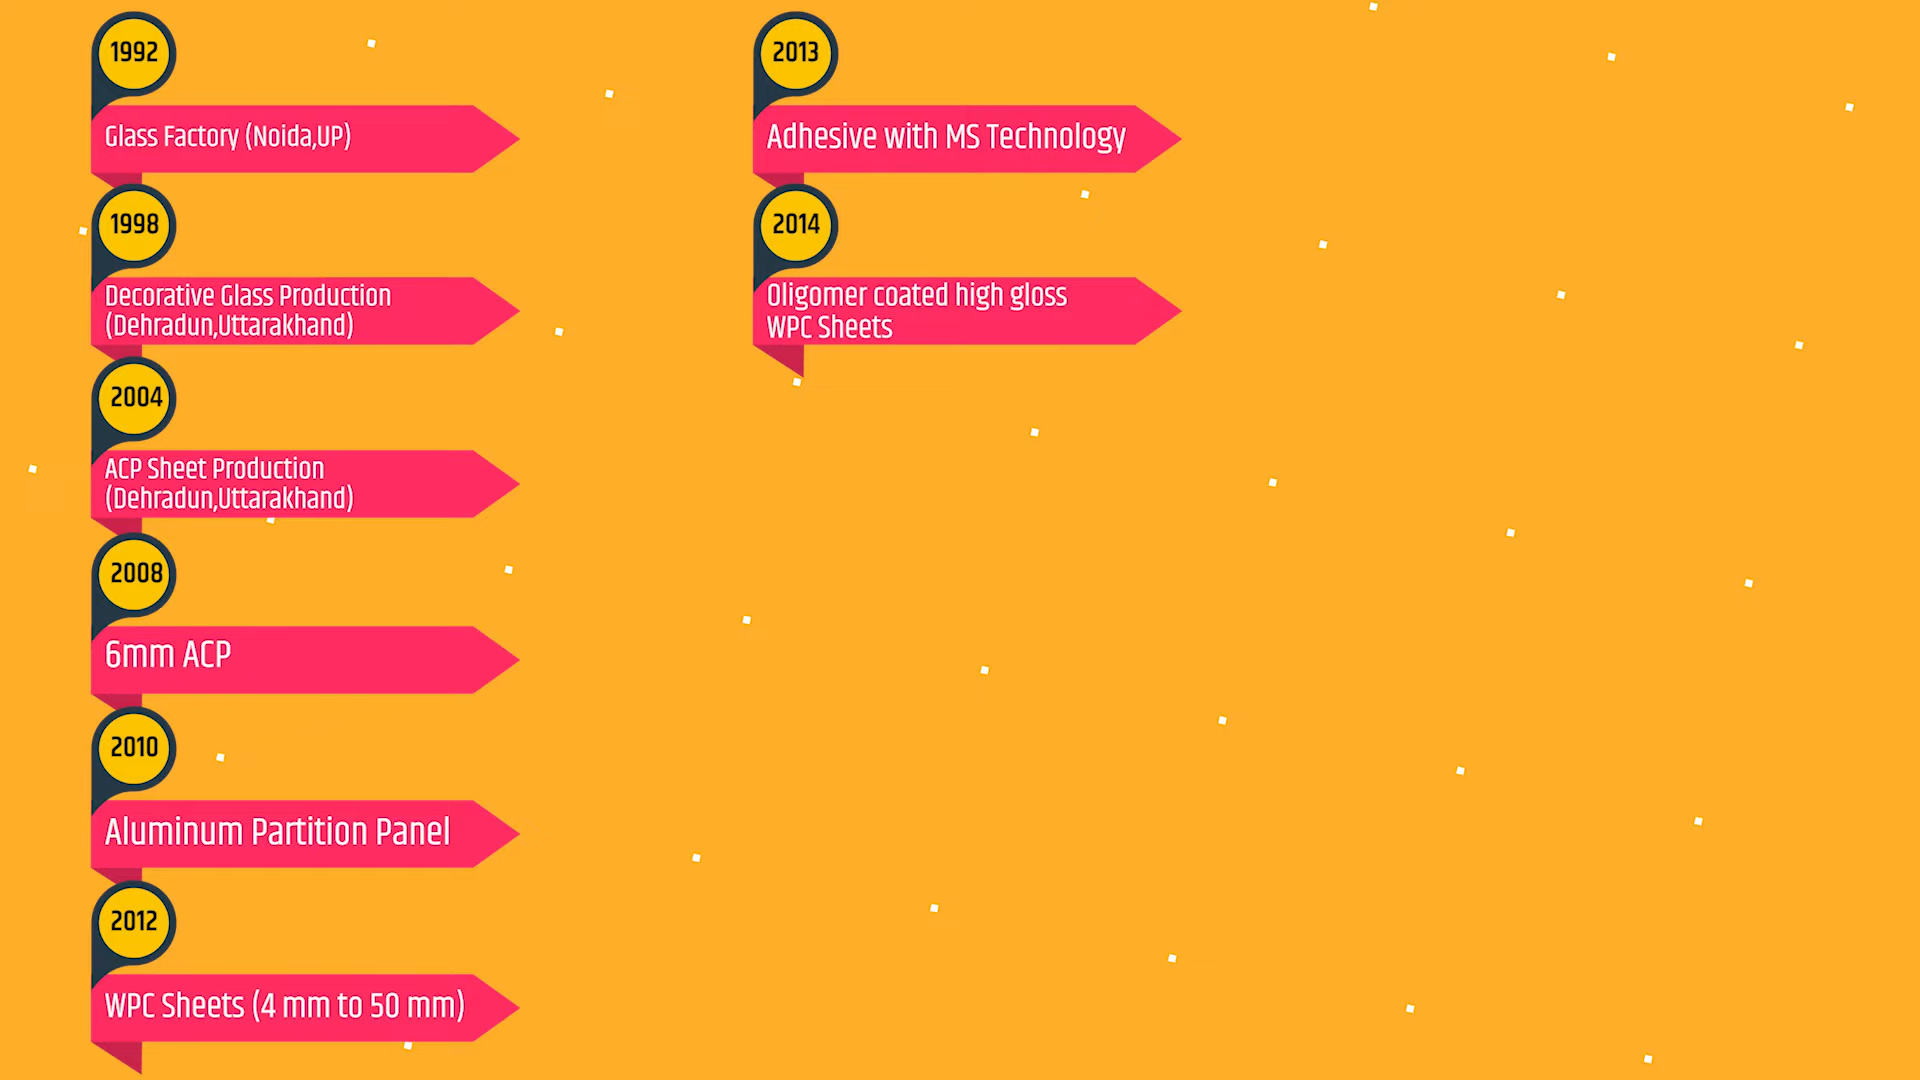 1992
Glass Factory (Noida,UP)
1998
Decorative Glass Production
(Dehradun,Uttarakhand)
2004
ACP Sheet Production
(Dehradun,Uttarakhand)
2008
6mm ACP
2010
Aluminum Partition Panel
2012
WPC Sheets (4 mm to 50 mm)
2013
Adhesive with MS Technology
2014
Oligomer coated high gloss
WPC Sheets